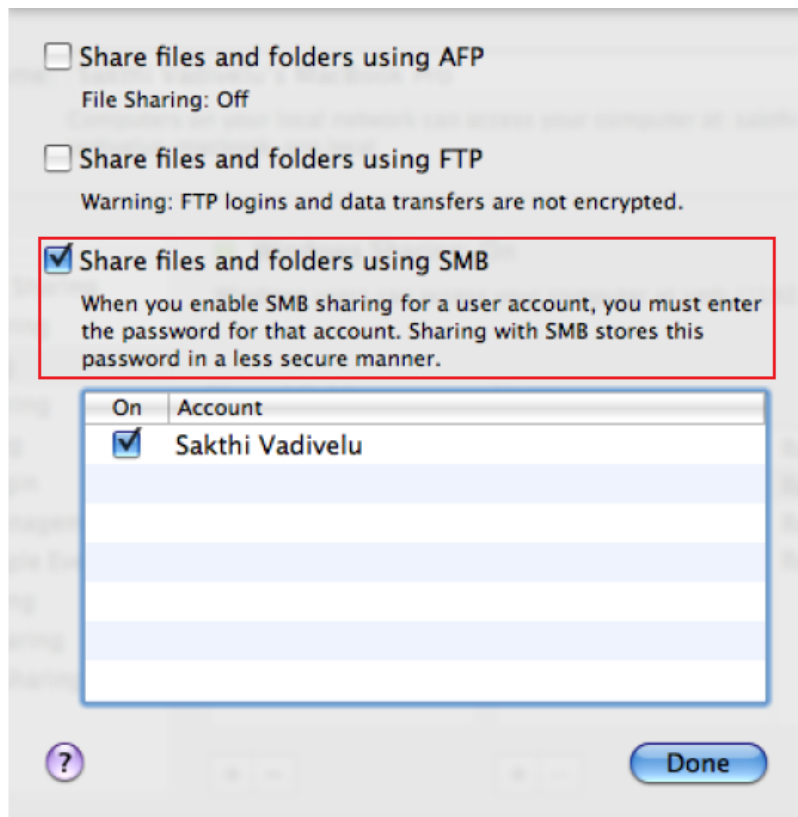 Share files and folders using AFP
File Sharing: Off
Share files and folders using FTP
Warning: FTP logins and data transfers are not encrypted.
Share files and folders using SMB
When you enable SMB sharing for a user account, you must enter
the password for that account. Sharing with SMB stores this
password in a less secure manner.
On Account
Sakthi Vadivelu
?
Done